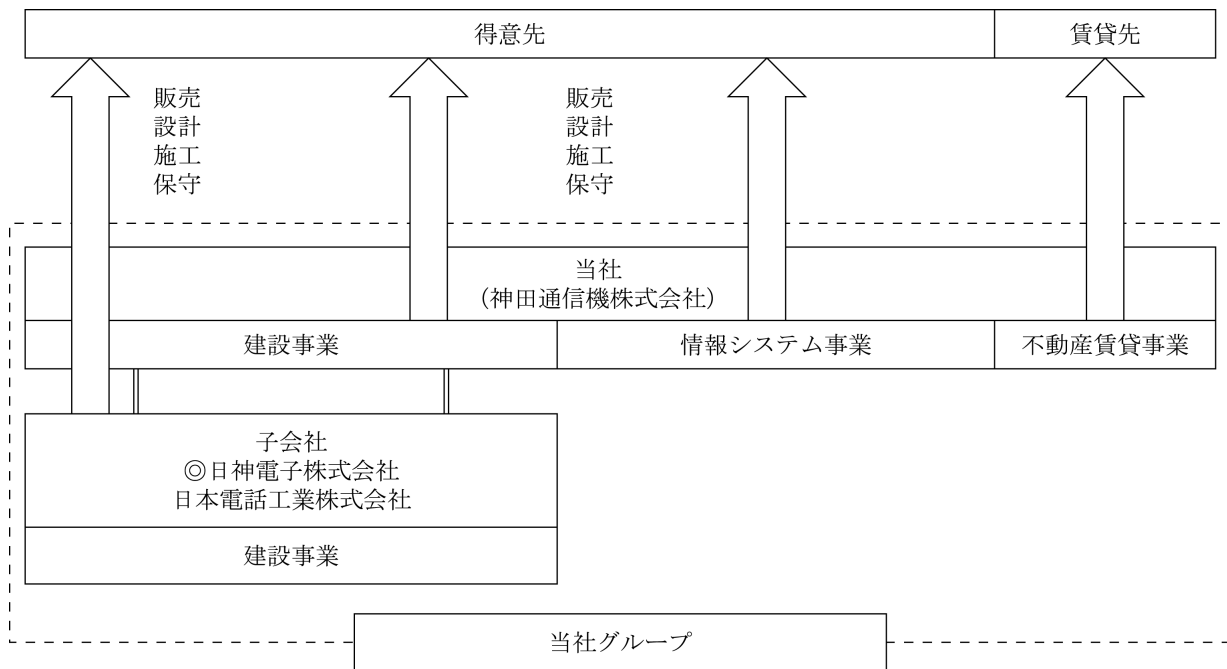 得意先
賃貸先
販売
設計
施工
保守
販売
設計
施工
保守
当社
（神田通信機株式会社）
建設事業
情報システム事業
不動産賃貸事業
子会社
◎日神電子株式会社
日本電話工業株式会社
建設事業
当社グループ